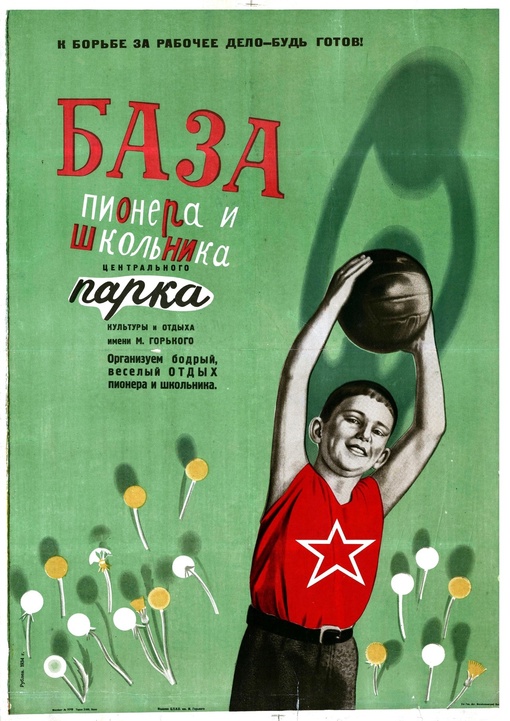 К БОРЬБЕ ЗА РАБОЧЕЕ ДЕЛО—БУДЬ ГОТОВ!
БАЗА
пионера и
школьника
ЦЕНТРАЛЬНОГО
парка
КУЛЬТУРЫ и ОТДЫХА
имени М. ГОРЬКОГО
Организуем бодрый,
веселый ОТДЫХ
пионера и школьника.